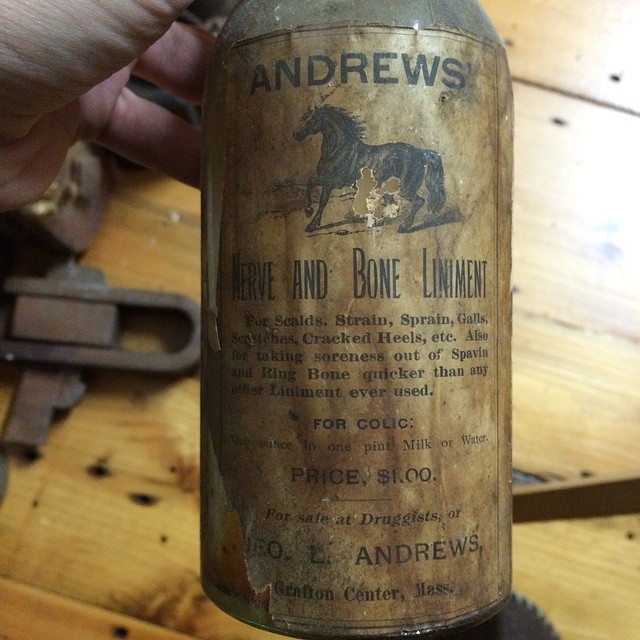 ANDREWS'
NERVE AND BONE LINIMENT
For Scalds, Strain, Sprain, Galls,
Scratches, Cracked Heels, etc. Also
for taking soreness out of Spavin
and Ring Bone quicker than any
other Liniment ever used.
FOR COLIC:
One ounce in one pint Milk or Water.
PRICE, $1.00.
For sale at Druggists, or
GEO. L. ANDREWS,
Grafton Center, Mass.